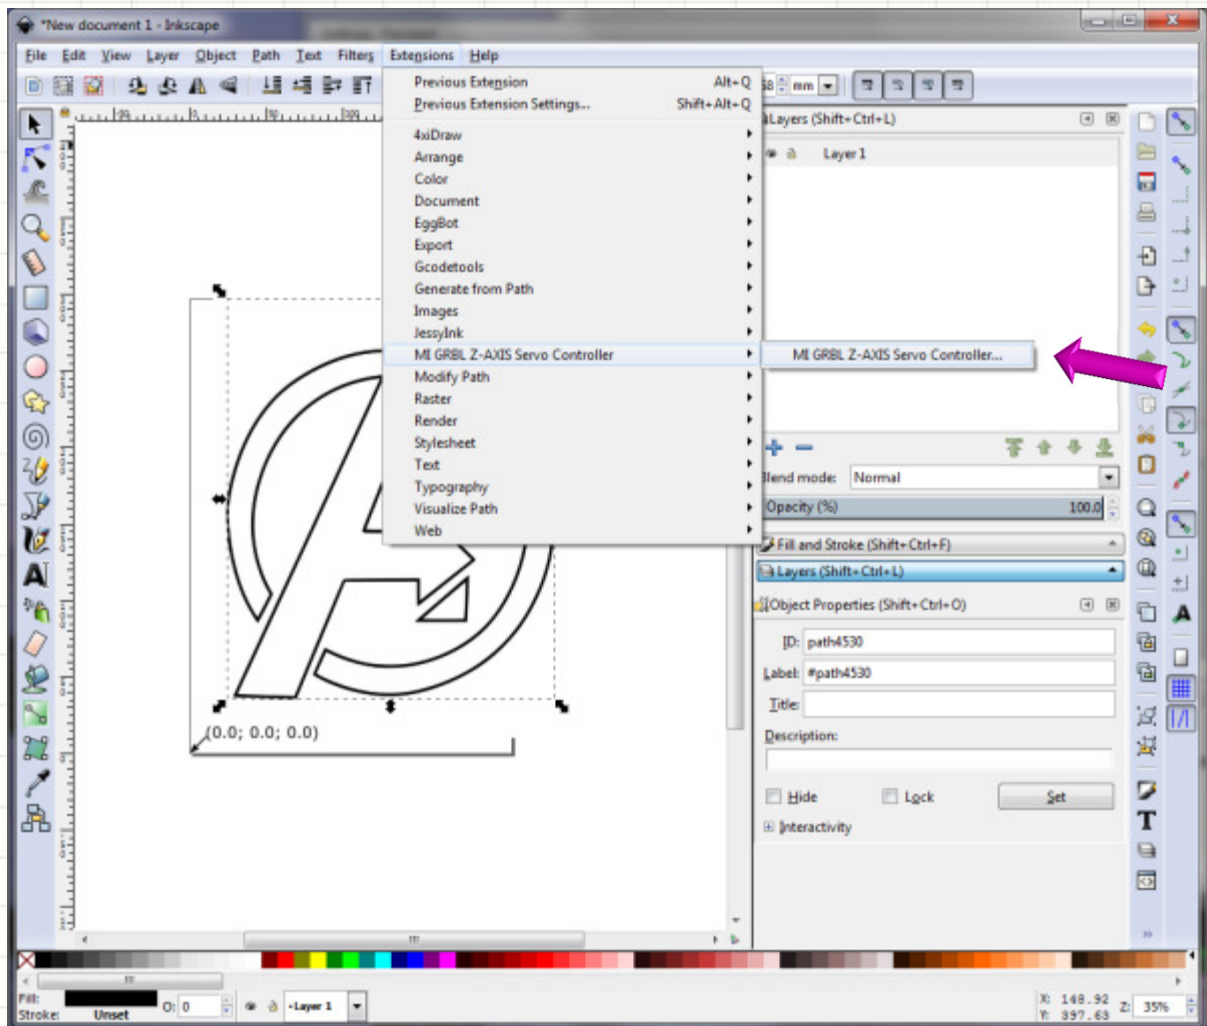 *New document 1 - Inkscape
File Edit View Layer Object Path Text Filters Extensions Help
Previous Extension Alt+Q
Previous Extension Settings... Shift+Alt+Q
mm
Layers (Shift+Ctrl+L)
4xiDraw
Layer 1
Arrange
Color
Document
EggBot
Export
Gcodetools
Generate from Path
Images
JessyInk
MI GRBL Z-AXIS Servo Controller
MI GRBL Z-AXIS Servo Controller...
Modify Path
Raster
Render
Stylesheet
Text
Typography
Visualize Path
Web
Blend mode: Normal
Opacity (%) 100.0
Fill and Stroke (Shift+Ctrl+F)
Layers (Shift+Ctrl+L)
Object Properties (Shift+Ctrl+O)
ID: path4530
Label: #path4530
Title:
Description:
Hide Lock Set
Interactivity
(0.0; 0.0; 0.0)
Fill:
Stroke: Unset
O: 0
Layer 1
X: 148.92
Y: 397.63
Z: 35%